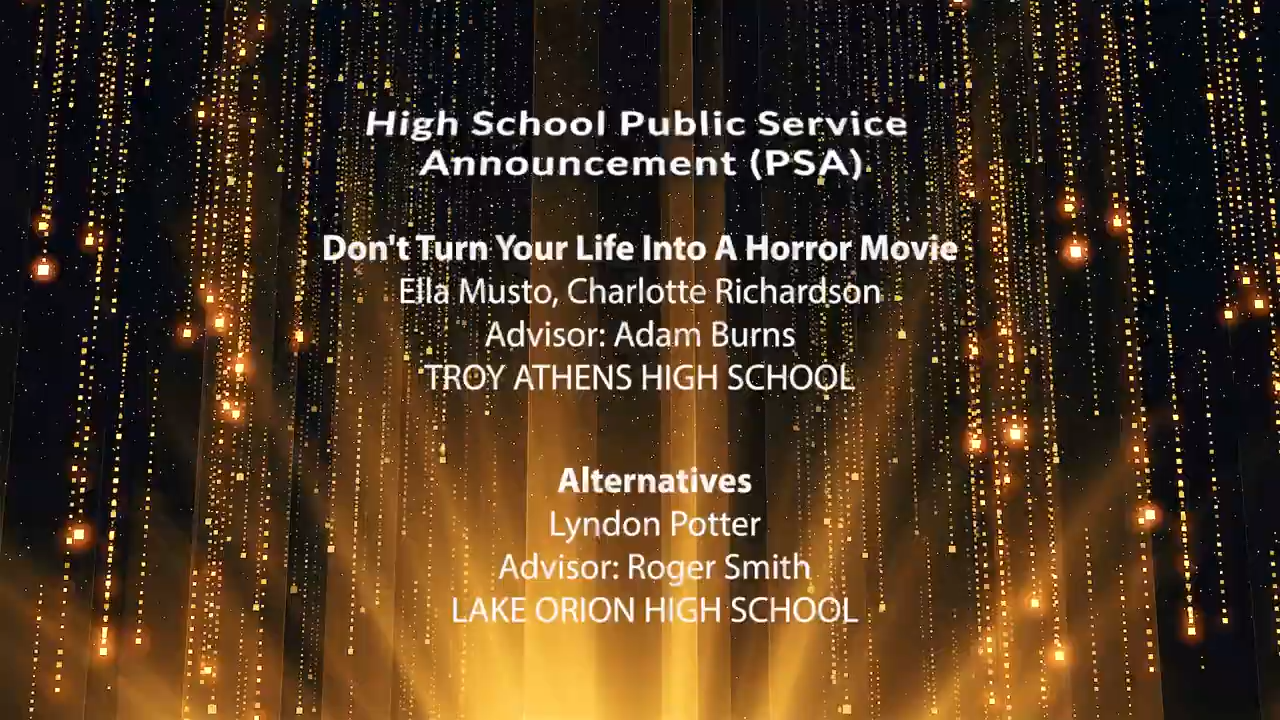 High School Public Service
Announcement (PSA)
Don't Turn Your Life Into A Horror Movie
Ella Musto, Charlotte Richardson
Advisor: Adam Burns
TROY ATHENS HIGH SCHOOL
Alternatives
Lyndon Potter
Advisor: Roger Smith
LAKE ORION HIGH SCHOOL